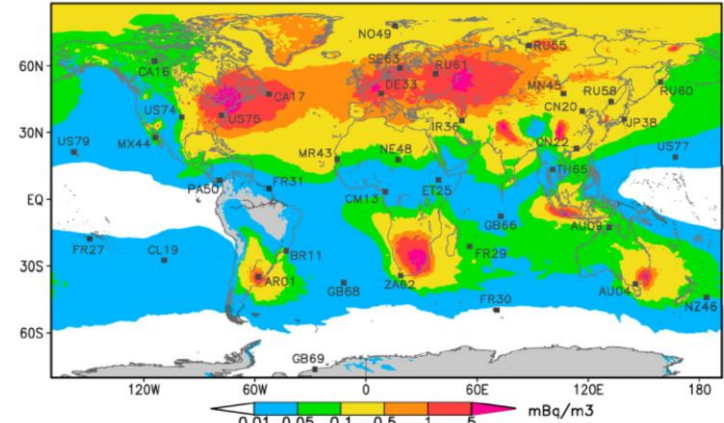 NO49
60N SE63 RU61 RU55
CA16 DE33 MN45 RU58 RU60
US74 CA17 CN20
30N US75 IR36 JP38
US79 MX44 MR43 NE48 CN22 US77
PA50 FR31 ET25 TH65
EQ CM13 GB66 AU09
FR27 CL19 BR11 FR29
30S AR01 GB68 ZA62 AU04
FR30 NZ46
60S
GB69
120W 60W 0 60E 120E 180
0.01 0.05 0.1 0.5 1 5 mBq/m3